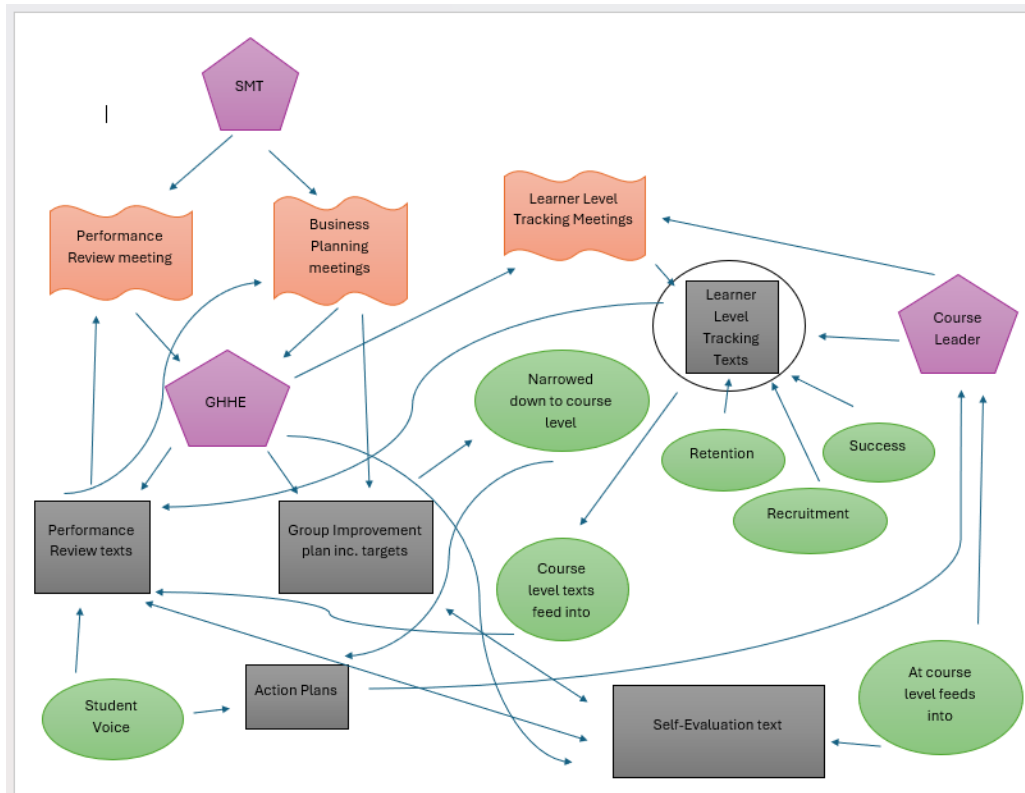 SMT
Performance
Review meeting
Business
Planning
meetings
Learner Level
Tracking Meetings
Learner
Level
Tracking
Texts
Course
Leader
GHHE
Narrowed
down to course
level
Retention
Success
Recruitment
Performance
Review texts
Group Improvement
plan inc. targets
Course
level texts
feed into
Student
Voice
Action Plans
Self-Evaluation text
At course
level feeds
into